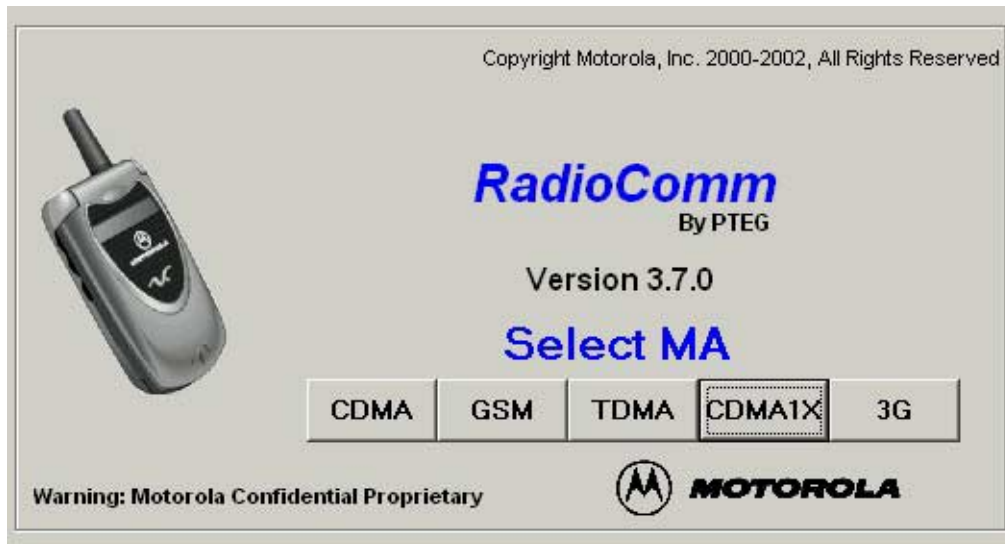 Copyright Motorola, Inc. 2000-2002, All Rights Reserved
RadioComm
By PTEG
Version 3.7.0
Select MA
CDMA GSM TDMA CDMA1X 3G
Warning: Motorola Confidential Proprietary
MOTOROLA